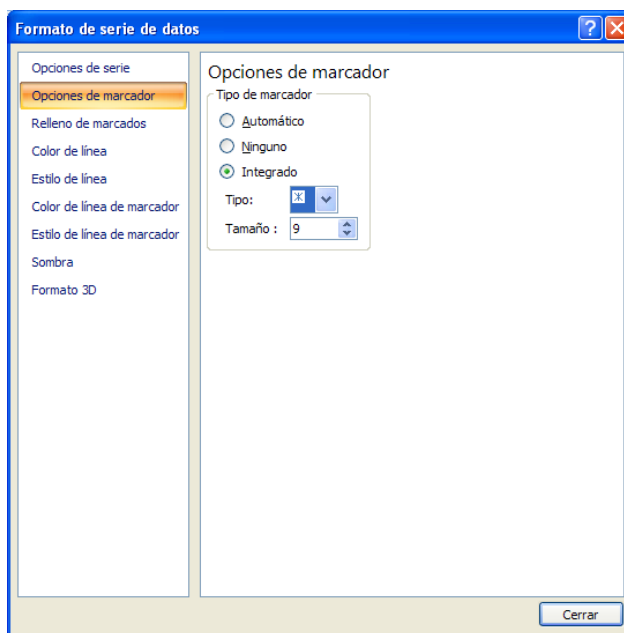 Formato de serie de datos
Opciones de serie
Opciones de marcador
Relleno de marcados
Color de línea
Estilo de línea
Color de línea de marcador
Estilo de línea de marcador
Sombra
Formato 3D
Opciones de marcador
Tipo de marcador
Automático
Ninguno
Integrado
Tipo:
Tamaño : 9
Cerrar